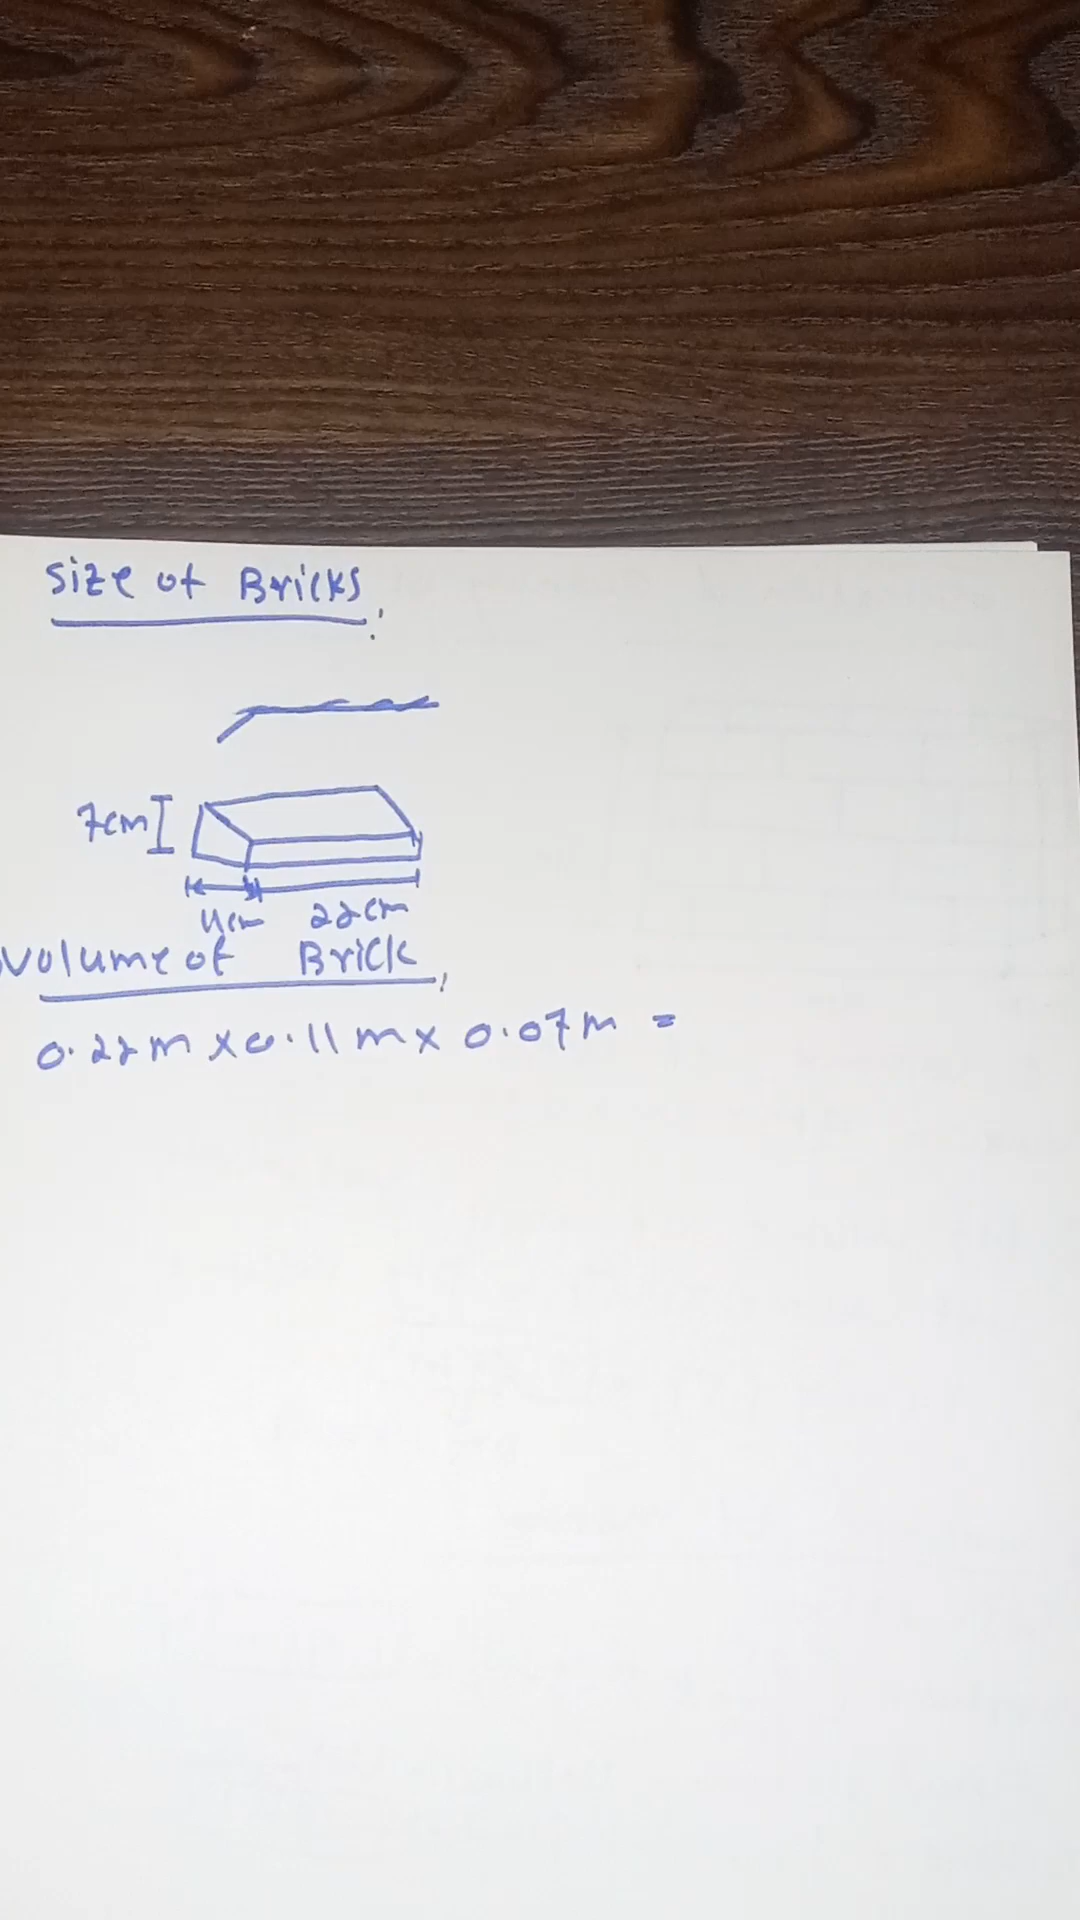 Size of Bricks:
7cm
11cm 22cm
Volume of Brick,
0.22m x 0.11m x 0.07m =